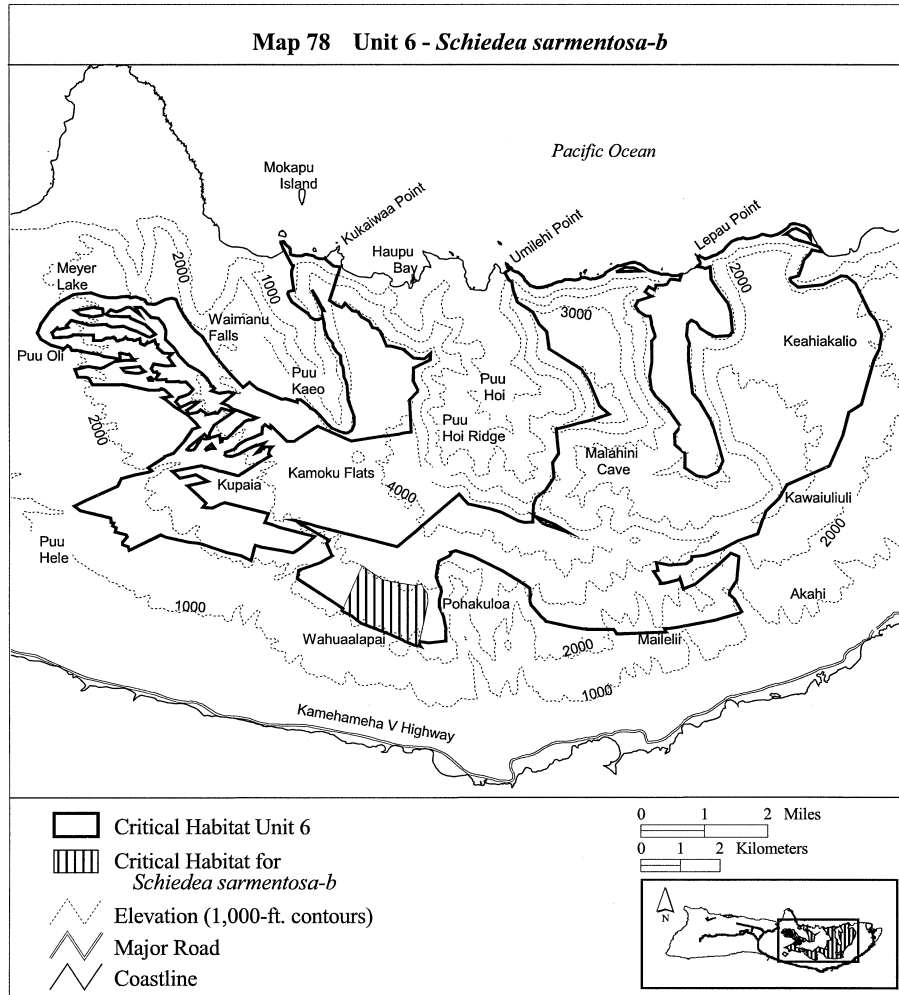 Map 78 Unit 6 - Schiedea sarmentosa-b
Pacific Ocean
Mokapu
Island
Kukaiwaa Point
Haupu
Bay
Umilehi Point
Lepau Point
Meyer
Lake
2000
1000
2000
3000
Waimanu
Falls
Keahiakalio
Puu Oli
Puu
Kaeo
Puu
Hoi
2000
Puu
Hoi Ridge
Malahini
Cave
Kupaia
Kamoku Flats
4000
Kawaiuliuli
2000
Puu
Hele
1000
Pohakuloa
Akahi
Wahuaalapai
2000
Mailelii
1000
Kamehameha V Highway
Critical Habitat Unit 6
Critical Habitat for
Schiedea sarmentosa-b
Elevation (1,000-ft. contours)
Major Road
Coastline
0 1 2 Miles
0 1 2 Kilometers
N